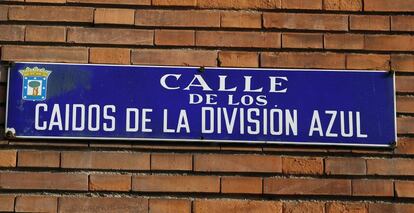 CALLE
DE LOS
CAIDOS DE LA DIVISIÓN AZUL